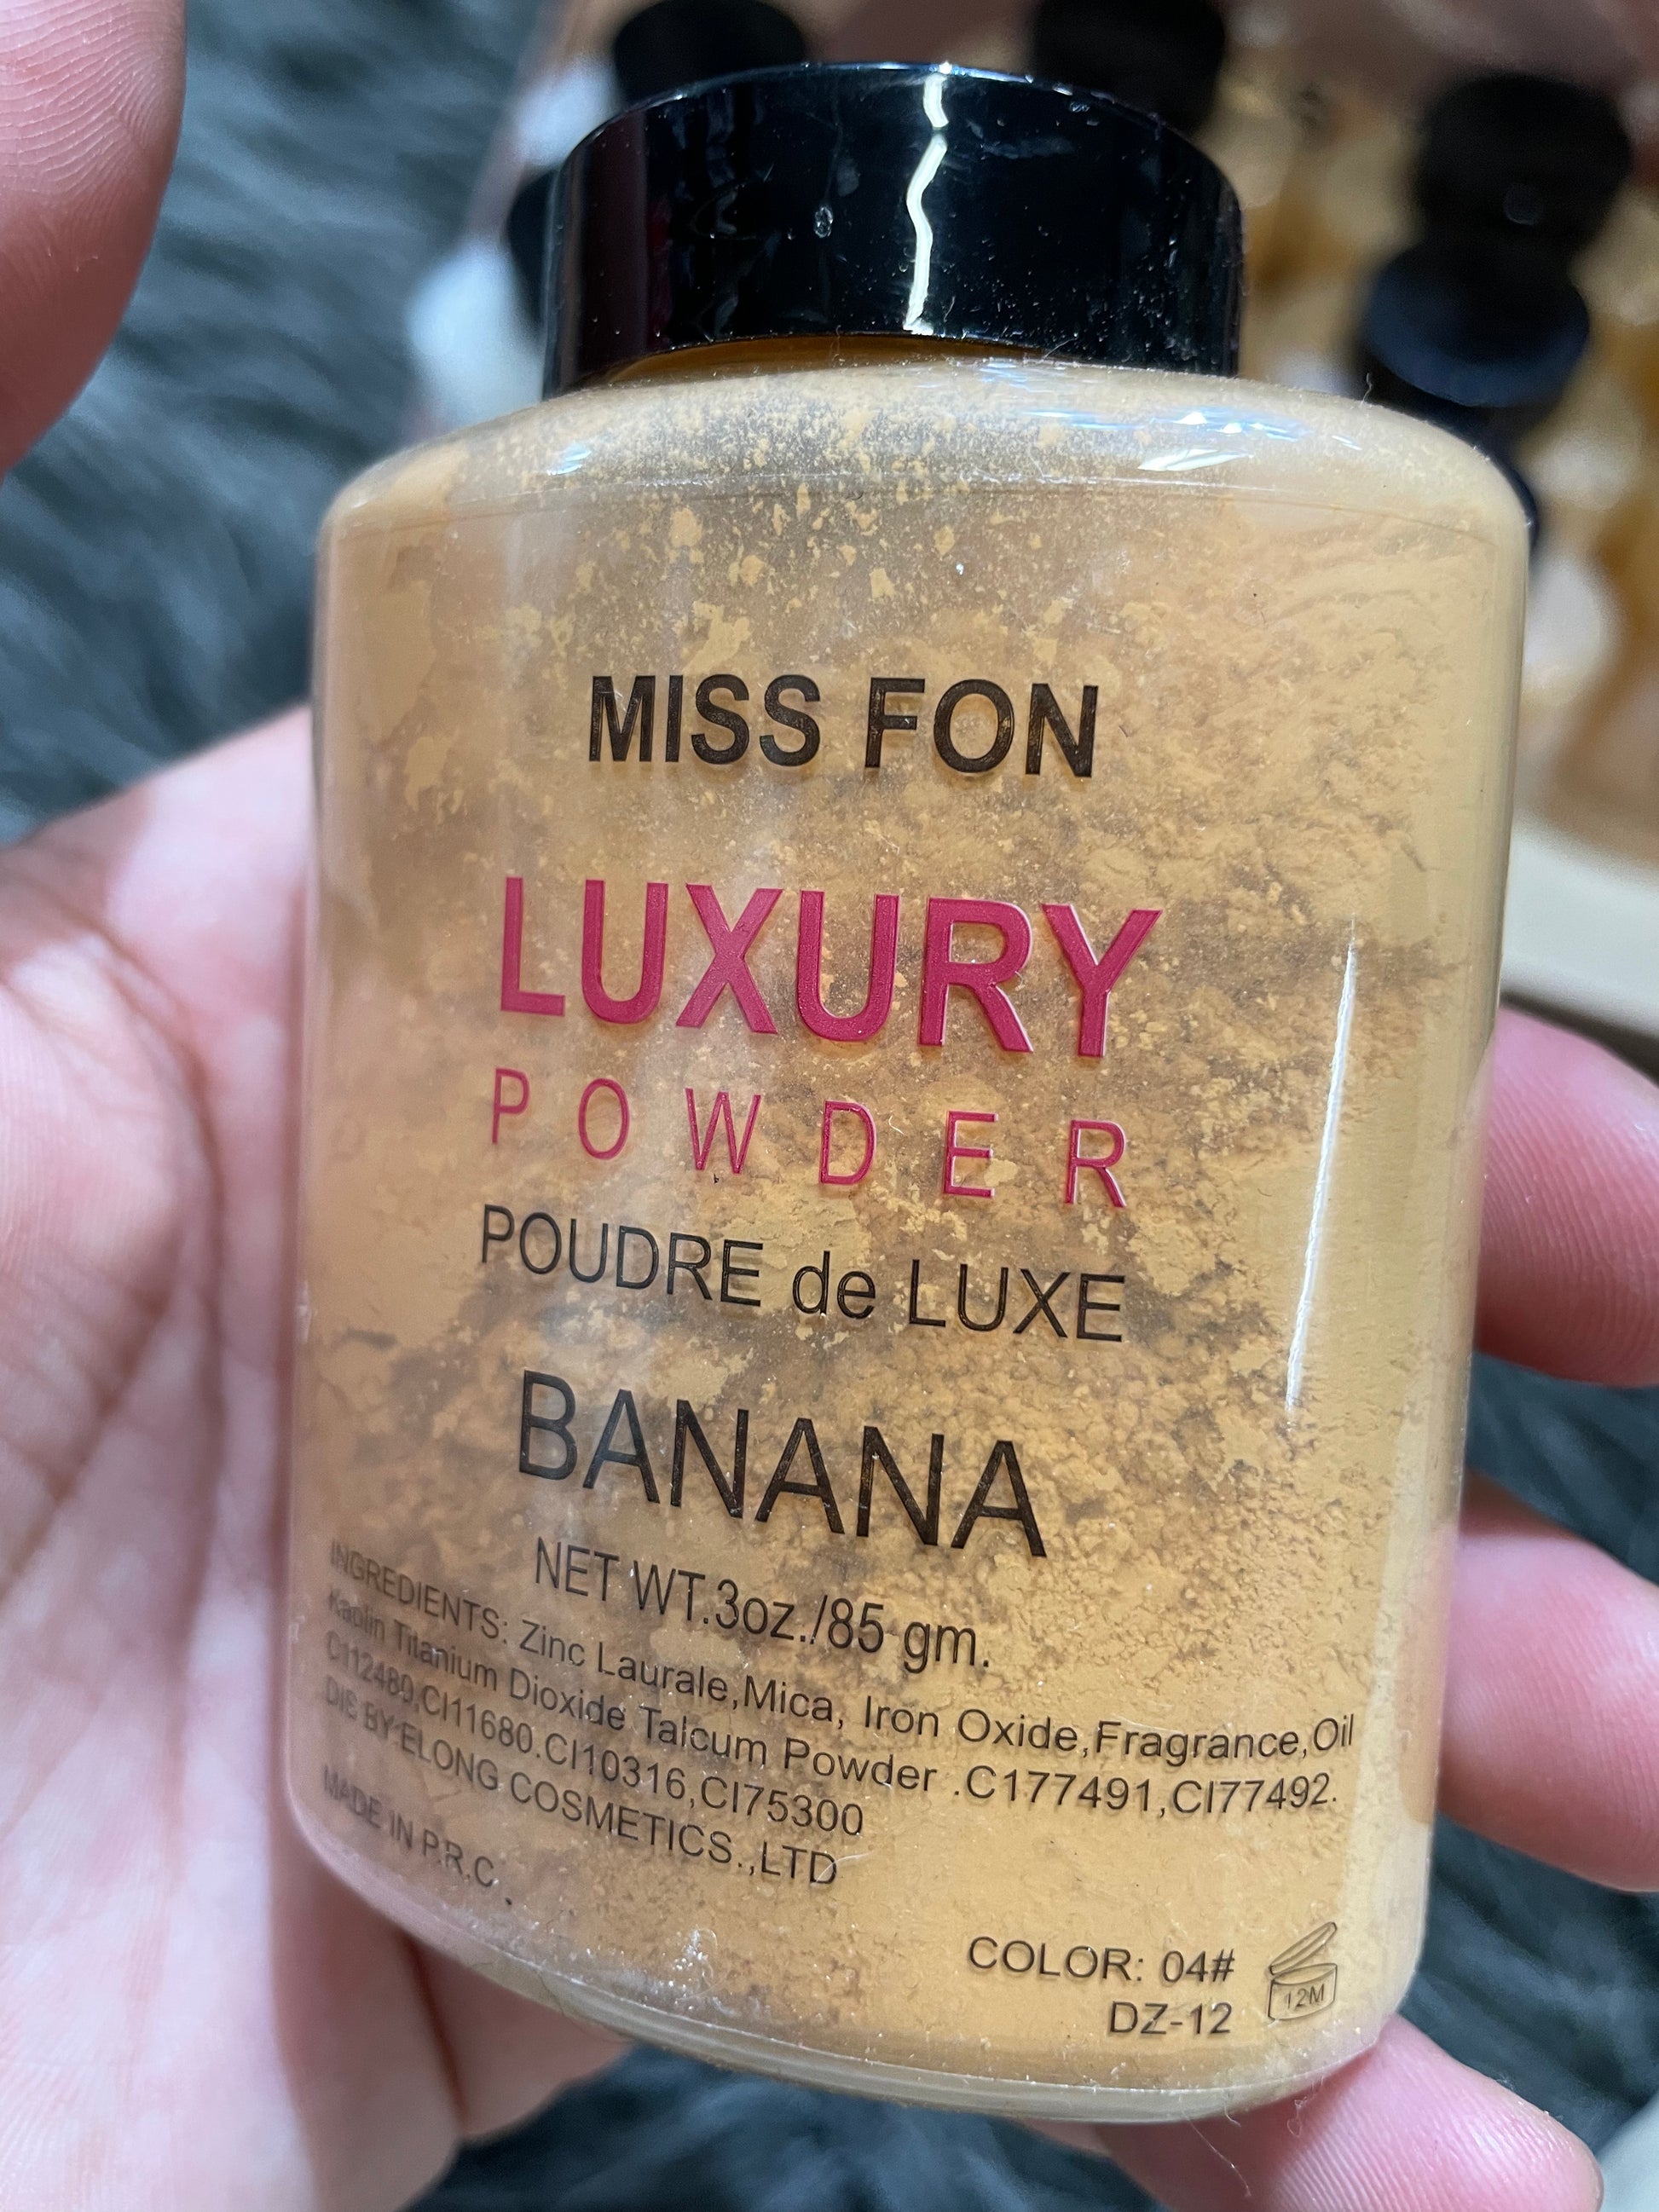 MISS FON
LUXURY
POWDER
POUDRE de LUXE
BANANA
NET WT.3oz./85 gm.
INGREDIENTS: Zinc Laurale,Mica, Iron Oxide,Fragrance,Oil
Kaolin Titanium Dioxide Talcum Powder .C177491,CI77492.
CI12480,CI11680.CI10316,CI75300
DIS BY:ELONG COSMETICS.,LTD
MADE IN P.R.C.
COLOR: 04#
DZ-12
12M